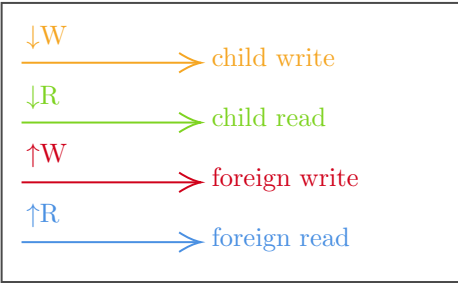 ↓W
child write
↓R
child read
↑W
foreign write
↑R
foreign read